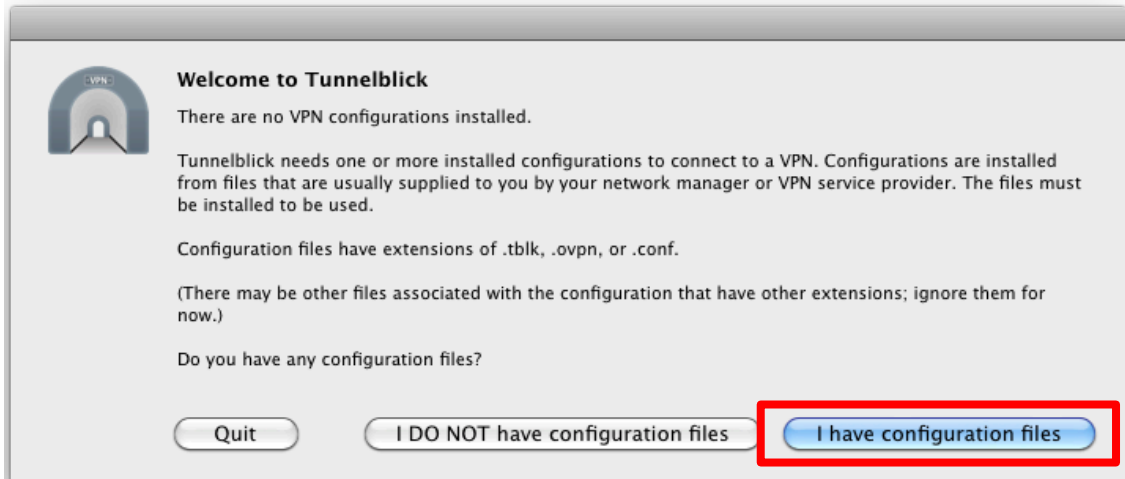 VPN
Welcome to Tunnelblick
There are no VPN configurations installed.
Tunnelblick needs one or more installed configurations to connect to a VPN. Configurations are installed
from files that are usually supplied to you by your network manager or VPN service provider. The files must
be installed to be used.
Configuration files have extensions of .tblk, .ovpn, or .conf.
(There may be other files associated with the configuration that have other extensions; ignore them for
now.)
Do you have any configuration files?
Quit
I DO NOT have configuration files
I have configuration files